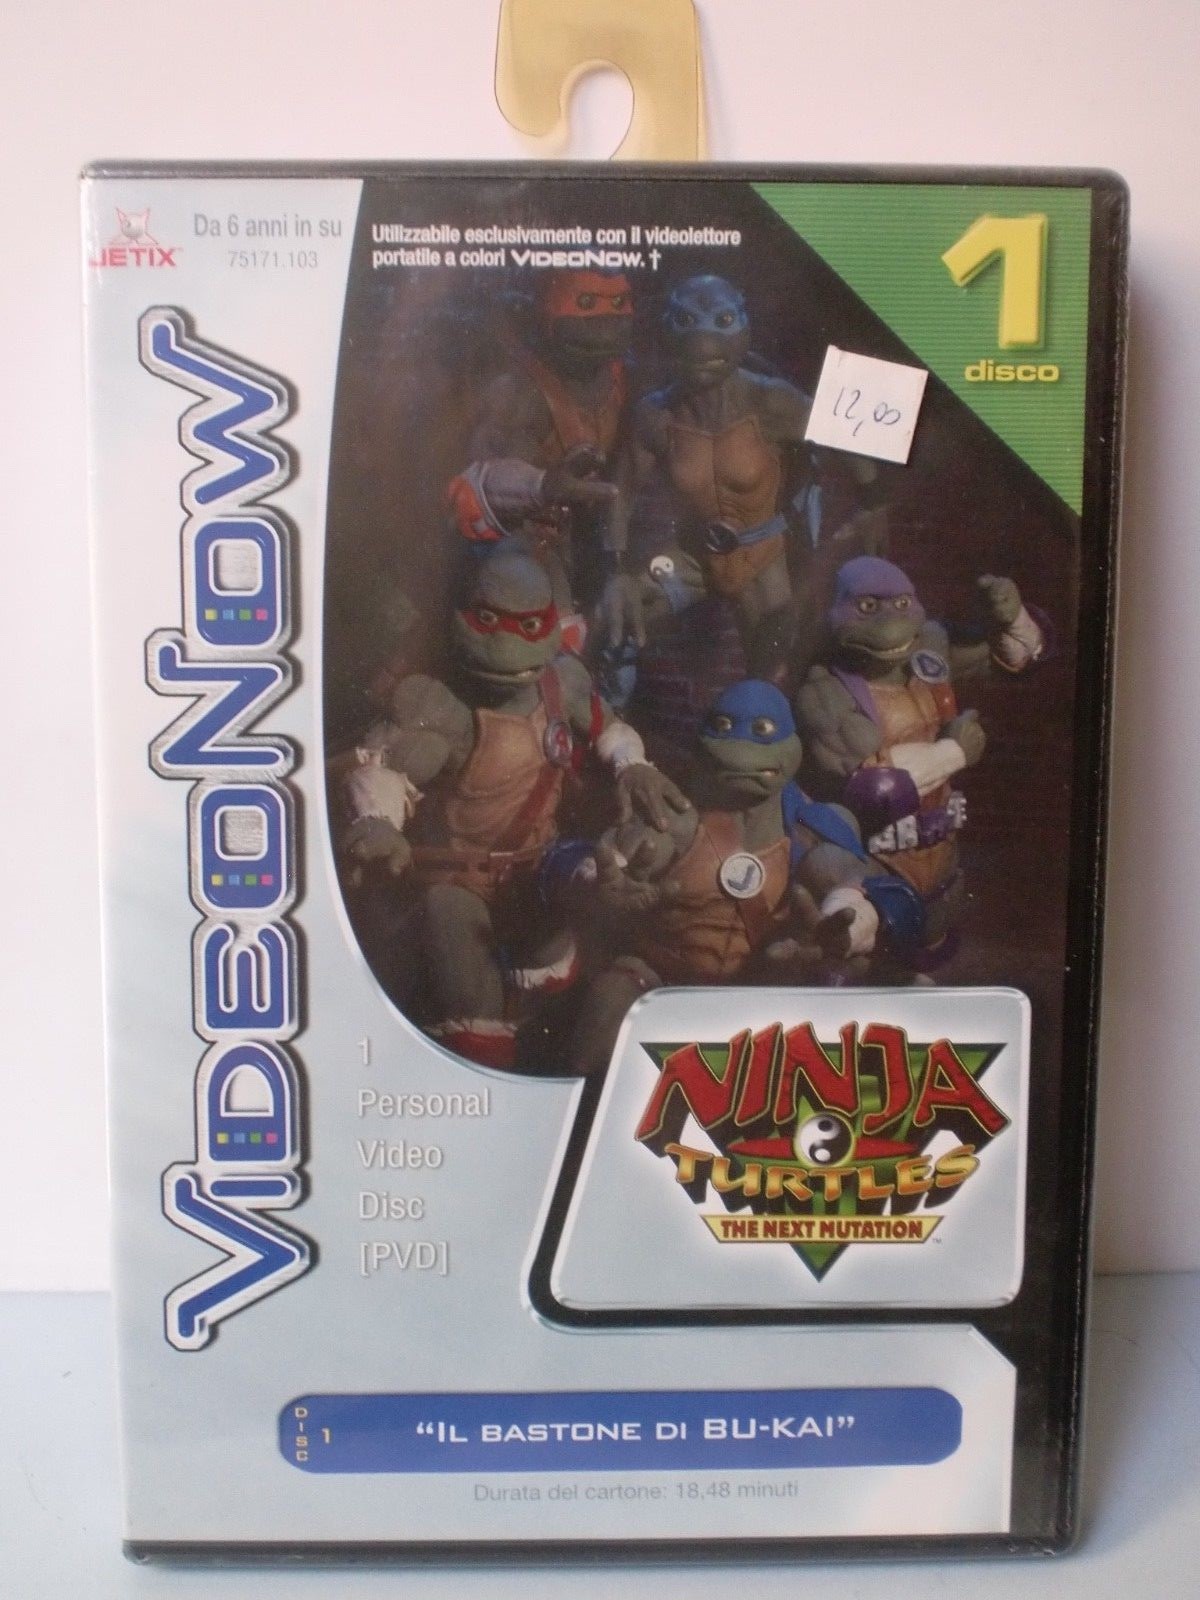 JETIX
Da 6 anni in su
75171.103
Utilizzabile esclusivamente con il videolettore
portatile a colori VIDEONOW. †
1
disco
12,00
VIDEONOW
1
Personal
Video
Disc
[PVD]
NINJA
TURTLES
THE NEXT MUTATION
TM
DISC 1
"IL BASTONE DI BU-KAI"
Durata del cartone: 18,48 minuti